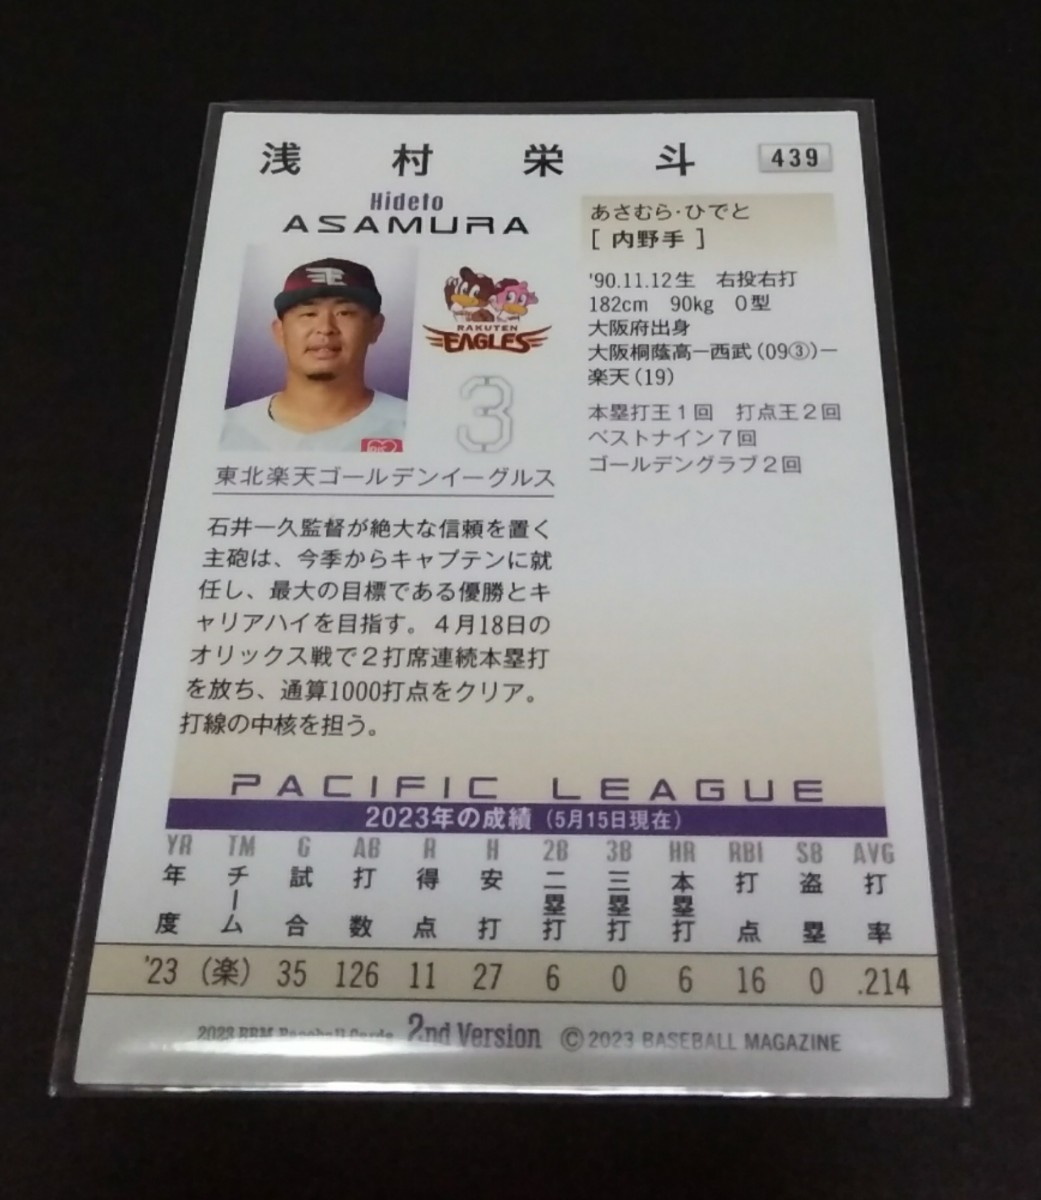 浅村栄斗
439
Hideto
ASAMURA
あさむら・ひでと
[内野手]
'90.11.12生 右投右打
182cm 90kg O型
大阪府出身
大阪桐蔭高ー西武(09③)ー
楽天(19)
本塁打王1回 打点王2回
ベストナイン7回
ゴールデングラブ2回
RAKUTEN
EAGLES
3
東北楽天ゴールデンイーグルス
石井一久監督が絶大な信頼を置く
主砲は、今季からキャプテンに就
任し、最大の目標である優勝とキ
ャリアハイを目指す。4月18日の
オリックス戦で2打席連続本塁打
を放ち、通算1000打点をクリア。
打線の中核を担う。
PACIFIC LEAGUE
2023年の成績(5月15日現在)
YR TM G AB R H 2B 3B HR RBI SB AVG
年度 チーム 試合 打数 得点 安打 二塁打 三塁打 本塁打 打点 盗塁 打率
'23 (楽) 35 126 11 27 6 0 6 16 0 .214
2023 BBM Baseball Cards 2nd Version ©2023 BASEBALL MAGAZINE